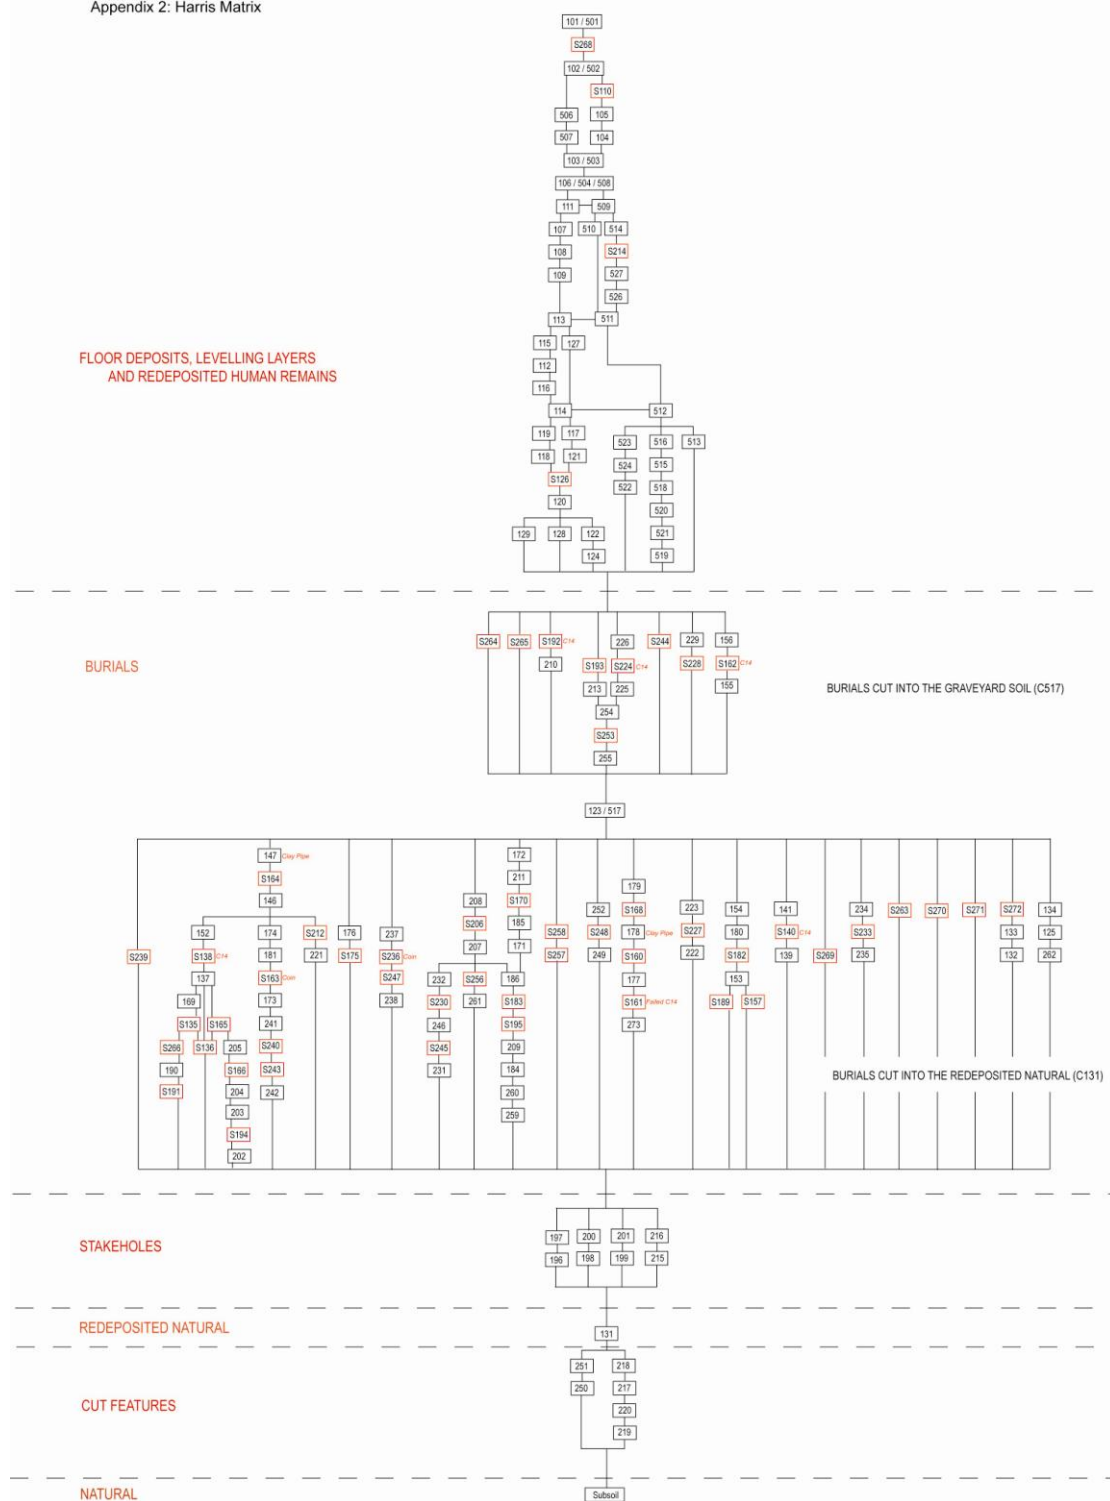 Appendix 2: Harris Matrix
101 / 501
S268
102 / 502
S110
506 105
507 104
103 / 503
106 / 504 / 508
111 509
107 510 514
108 S214
109 527
526
113 511
115 127
FLOOR DEPOSITS, LEVELLING LAYERS
AND REDEPOSITED HUMAN REMAINS
112
116
114 512
119 117 523 516 513
118 121 524 515
S126 522 518
120 520
129 128 122 521
124 519
BURIALS
S264 S265 S192 C14 226 S244 229 156
210 S193 S224 C14 S228 S162 C14
213 225 155
BURIALS CUT INTO THE GRAVEYARD SOIL (C517)
254
S253
255
123 / 517
147 Clay Pipe 172
S164 211 179
146 208 S170 252 S168 223 154 141 234 S263 S270 S271 S272 134
152 174 S212 176 237 S206 185 S258 S248 178 Clay Pipe S227 180 S140 C14 S233 133 125
S239 S138 C14 181 221 S175 S236 Coin 207 171 S257 249 S160 222 S182 139 S269 235 132 262
137 S163 Coin S247 232 S256 186 177 153
169 173 238 S230 261 S183 S161 Failed C14 S189 S157
S135 S165 241 246 S195 273
S266 S136 205 S240 S245 209
190 S166 S243 231 184
BURIALS CUT INTO THE REDEPOSITED NATURAL (C131)
S191 204 242 260
203 259
S194
202
STAKEHOLES
197 200 201 216
196 198 199 215
REDEPOSITED NATURAL
131
CUT FEATURES
251 218
250 217
220
219
NATURAL
Subsoil